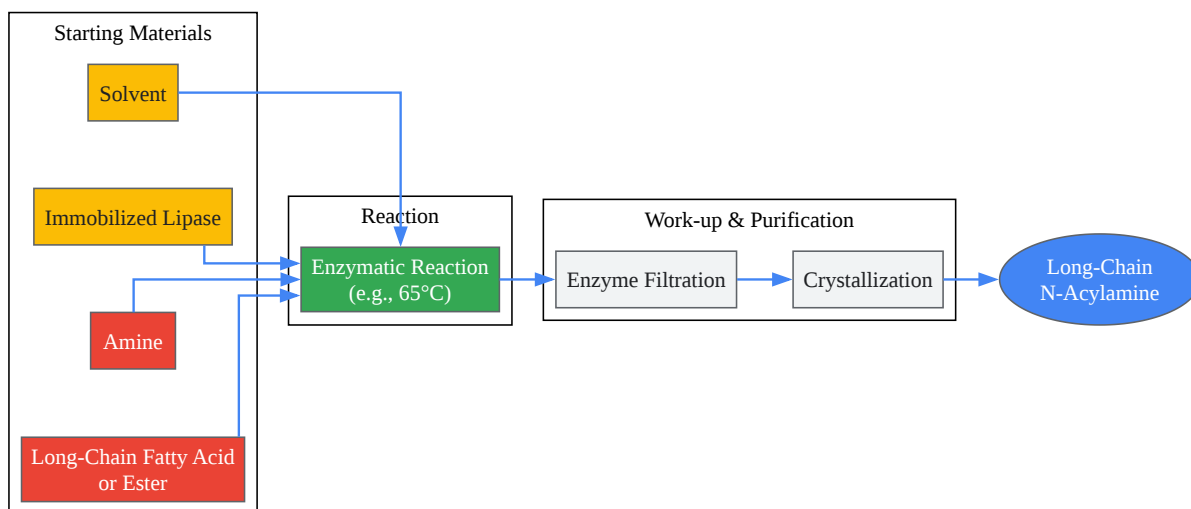 Starting Materials
Solvent
Immobilized Lipase
Amine
Long-Chain Fatty Acid
or Ester
Reaction
Enzymatic Reaction
(e.g., 65°C)
Work-up & Purification
Enzyme Filtration
Crystallization
Long-Chain
N-Acylamine